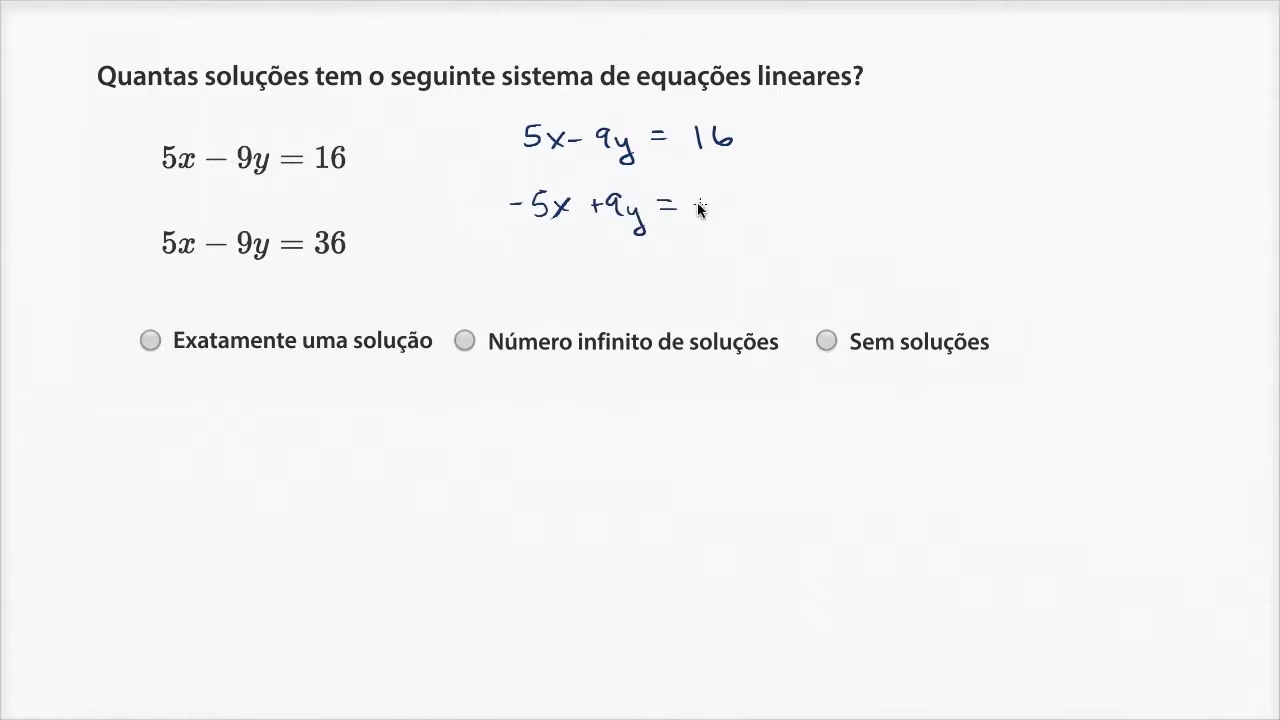 Quantas soluções tem o seguinte sistema de equações lineares?
5x − 9y = 16
5x − 9y = 36
5x - 9y = 16
-5x +9y =
Exatamente uma solução
Número infinito de soluções
Sem soluções